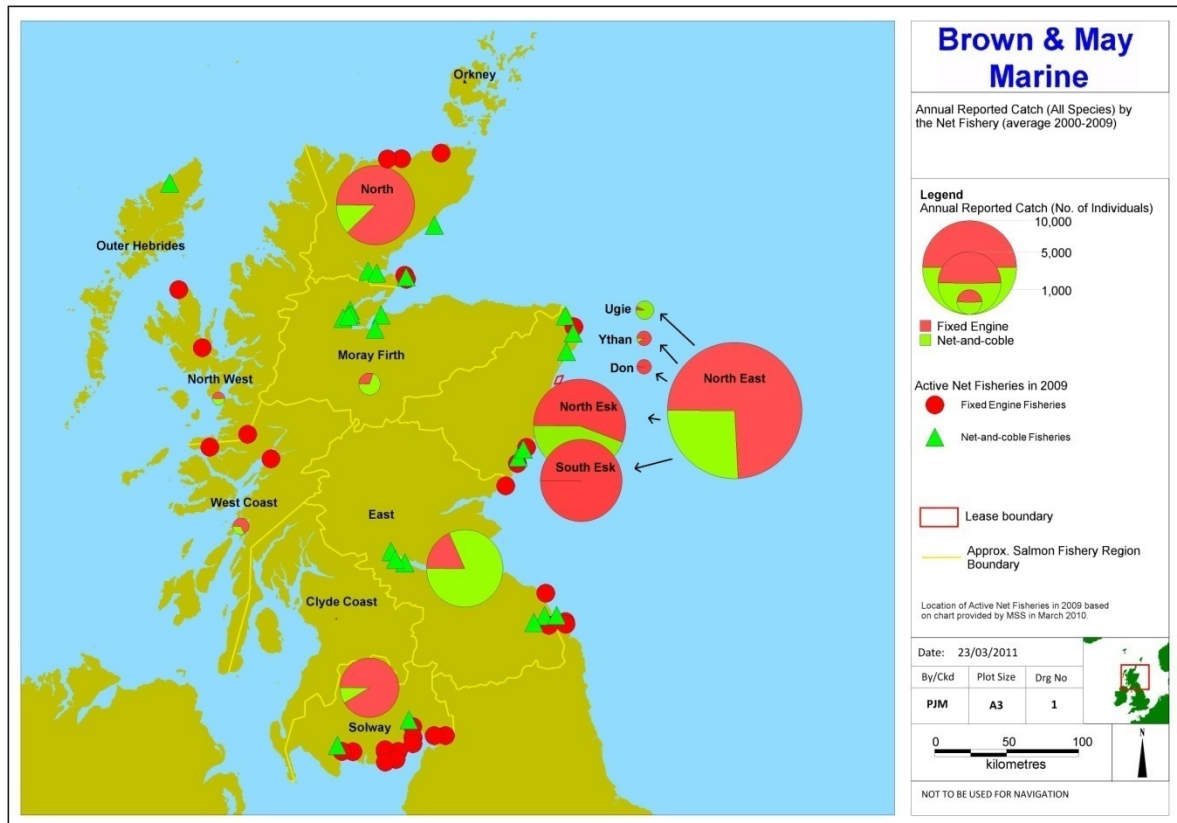 Orkney
North
Outer Hebrides
Ugie
Ythan
Don
North East
Moray Firth
North West
North Esk
South Esk
West Coast
East
Clyde Coast
Solway
Brown & May
Marine
Annual Reported Catch (All Species) by
the Net Fishery (average 2000-2009)
Legend
Annual Reported Catch (No. of Individuals)
10,000
5,000
1,000
Fixed Engine
Net-and-coble
Active Net Fisheries in 2009
Fixed Engine Fisheries
Net-and-coble Fisheries
Lease boundary
Approx. Salmon Fishery Region
Boundary
Location of Active Net Fisheries in 2009 based
on chart provided by MSS in March 2010.
Date: 23/03/2011
By/Ckd Plot Size Drg No
PJM A3 1
0 50 100
kilometres
N
NOT TO BE USED FOR NAVIGATION